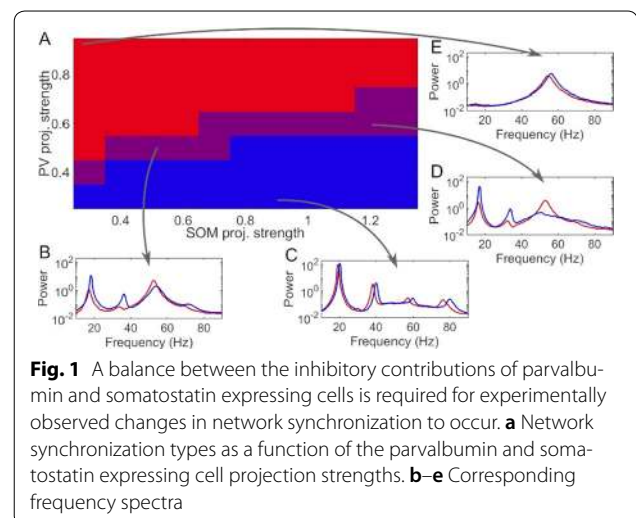 A
PV proj. strength
0.8
0.6
0.4
0.4 0.6 0.8 1 1.2
SOM proj. strength
E
Power
10^2
10^0
10^-2
20 40 60 80
Frequency (Hz)
D
Power
10^2
10^0
10^-2
20 40 60 80
Frequency (Hz)
B
Power
10^2
10^0
10^-2
20 40 60 80
Frequency (Hz)
C
Power
10^2
10^0
10^-2
20 40 60 80
Frequency (Hz)
Fig. 1 A balance between the inhibitory contributions of parvalbu-
min and somatostatin expressing cells is required for experimentally
observed changes in network synchronization to occur. a Network
synchronization types as a function of the parvalbumin and soma-
tostatin expressing cell projection strengths. b–e Corresponding
frequency spectra